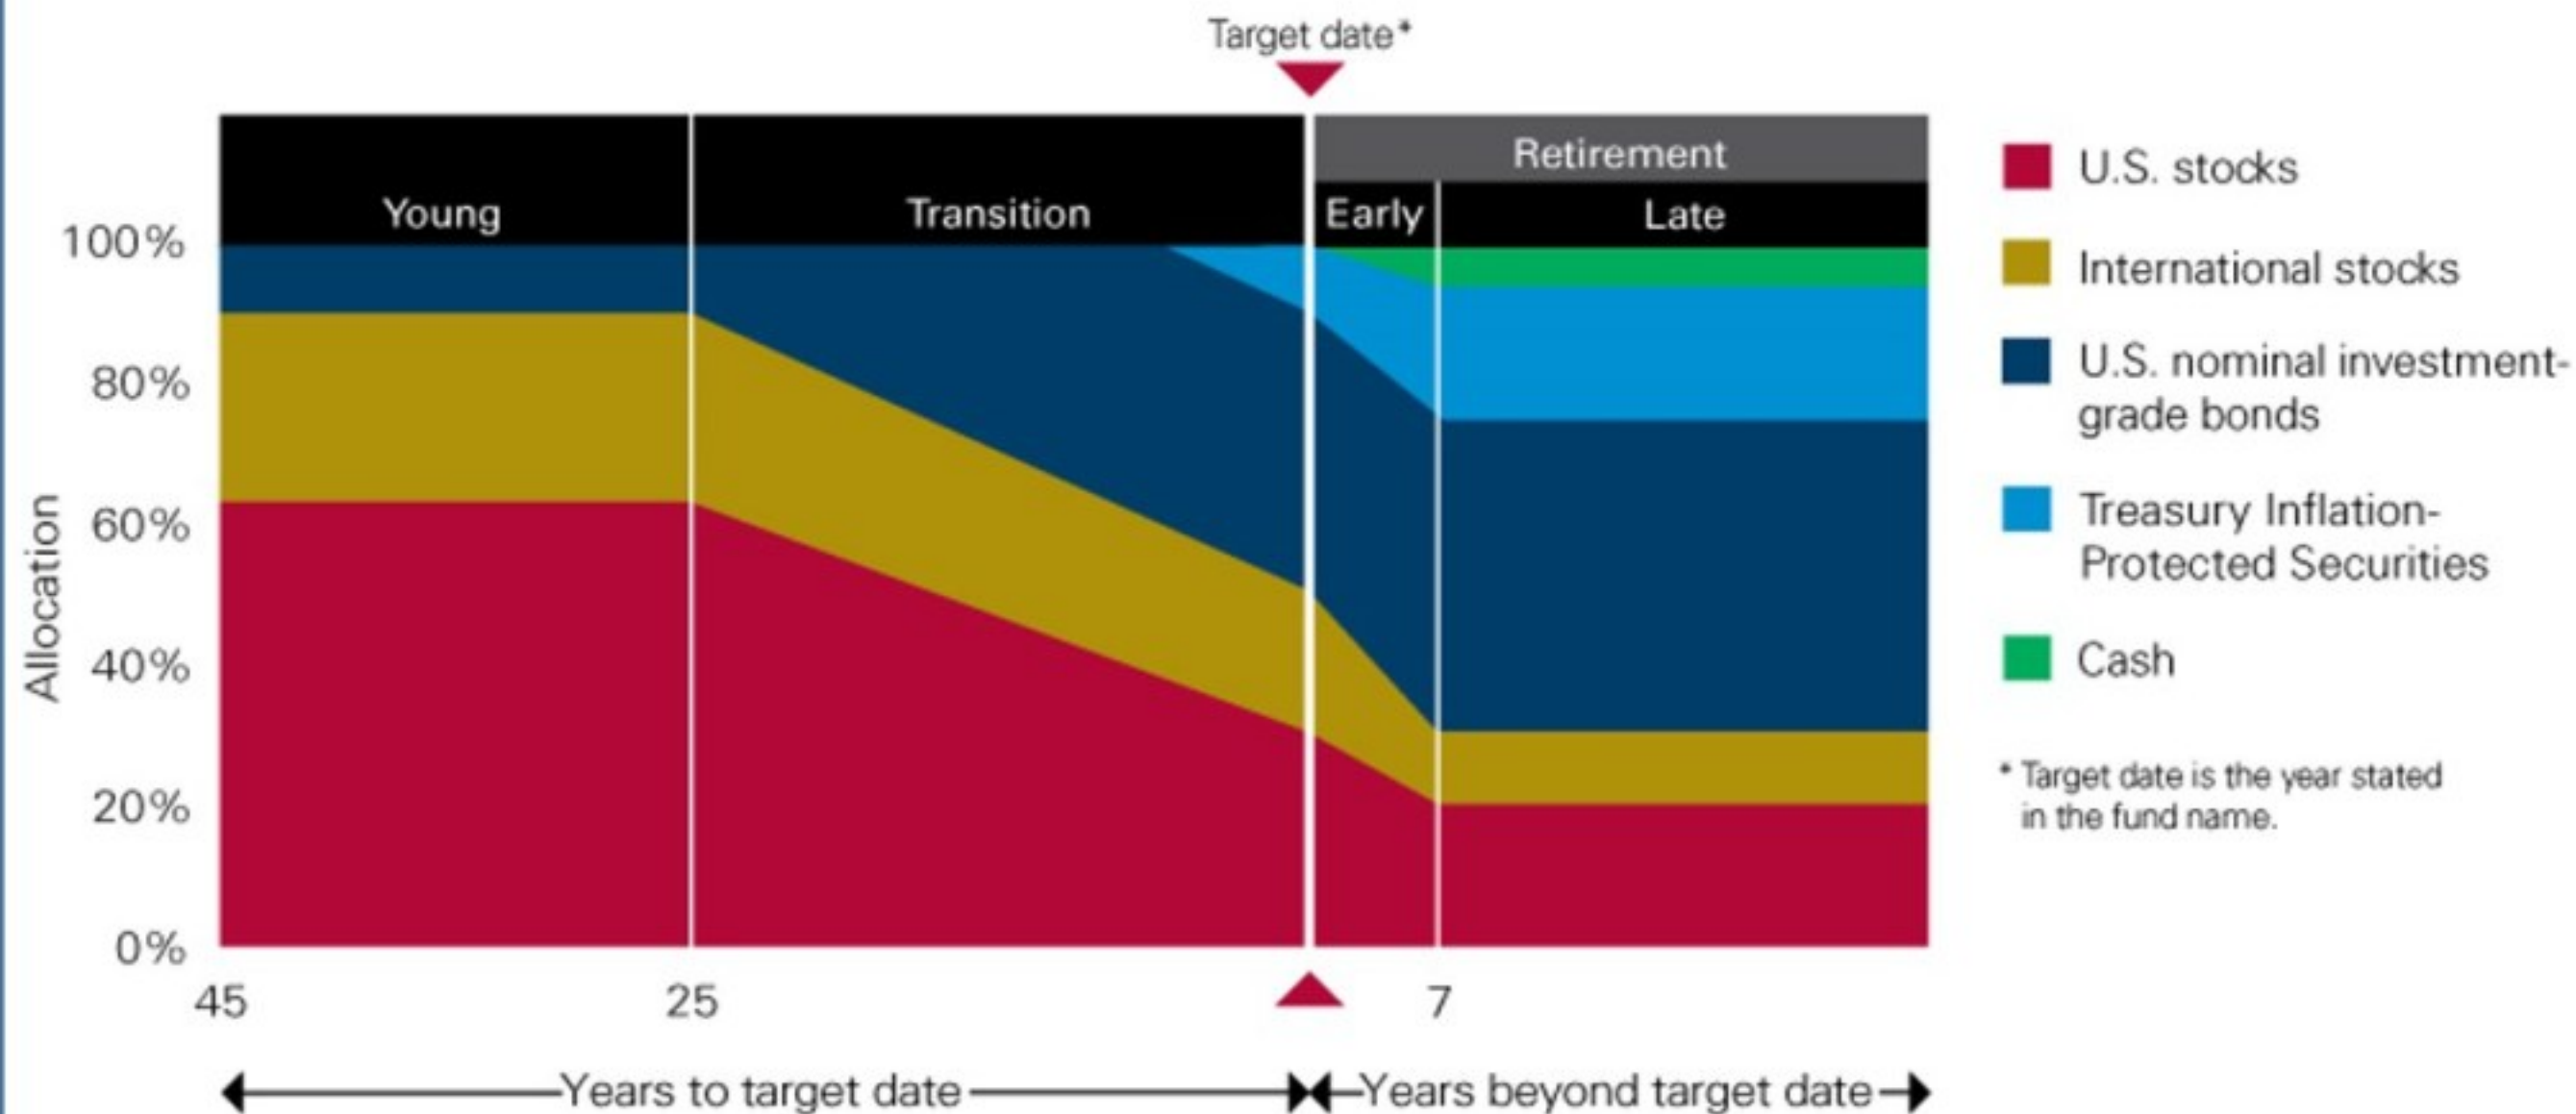 Target date*
Retirement
Young
Transition
Early
Late
100%
80%
60%
40%
20%
0%
Allocation
45
25
7
Years to target date
Years beyond target date
U.S. stocks
International stocks
U.S. nominal investment-
grade bonds
Treasury Inflation-
Protected Securities
Cash
* Target date is the year stated
in the fund name.